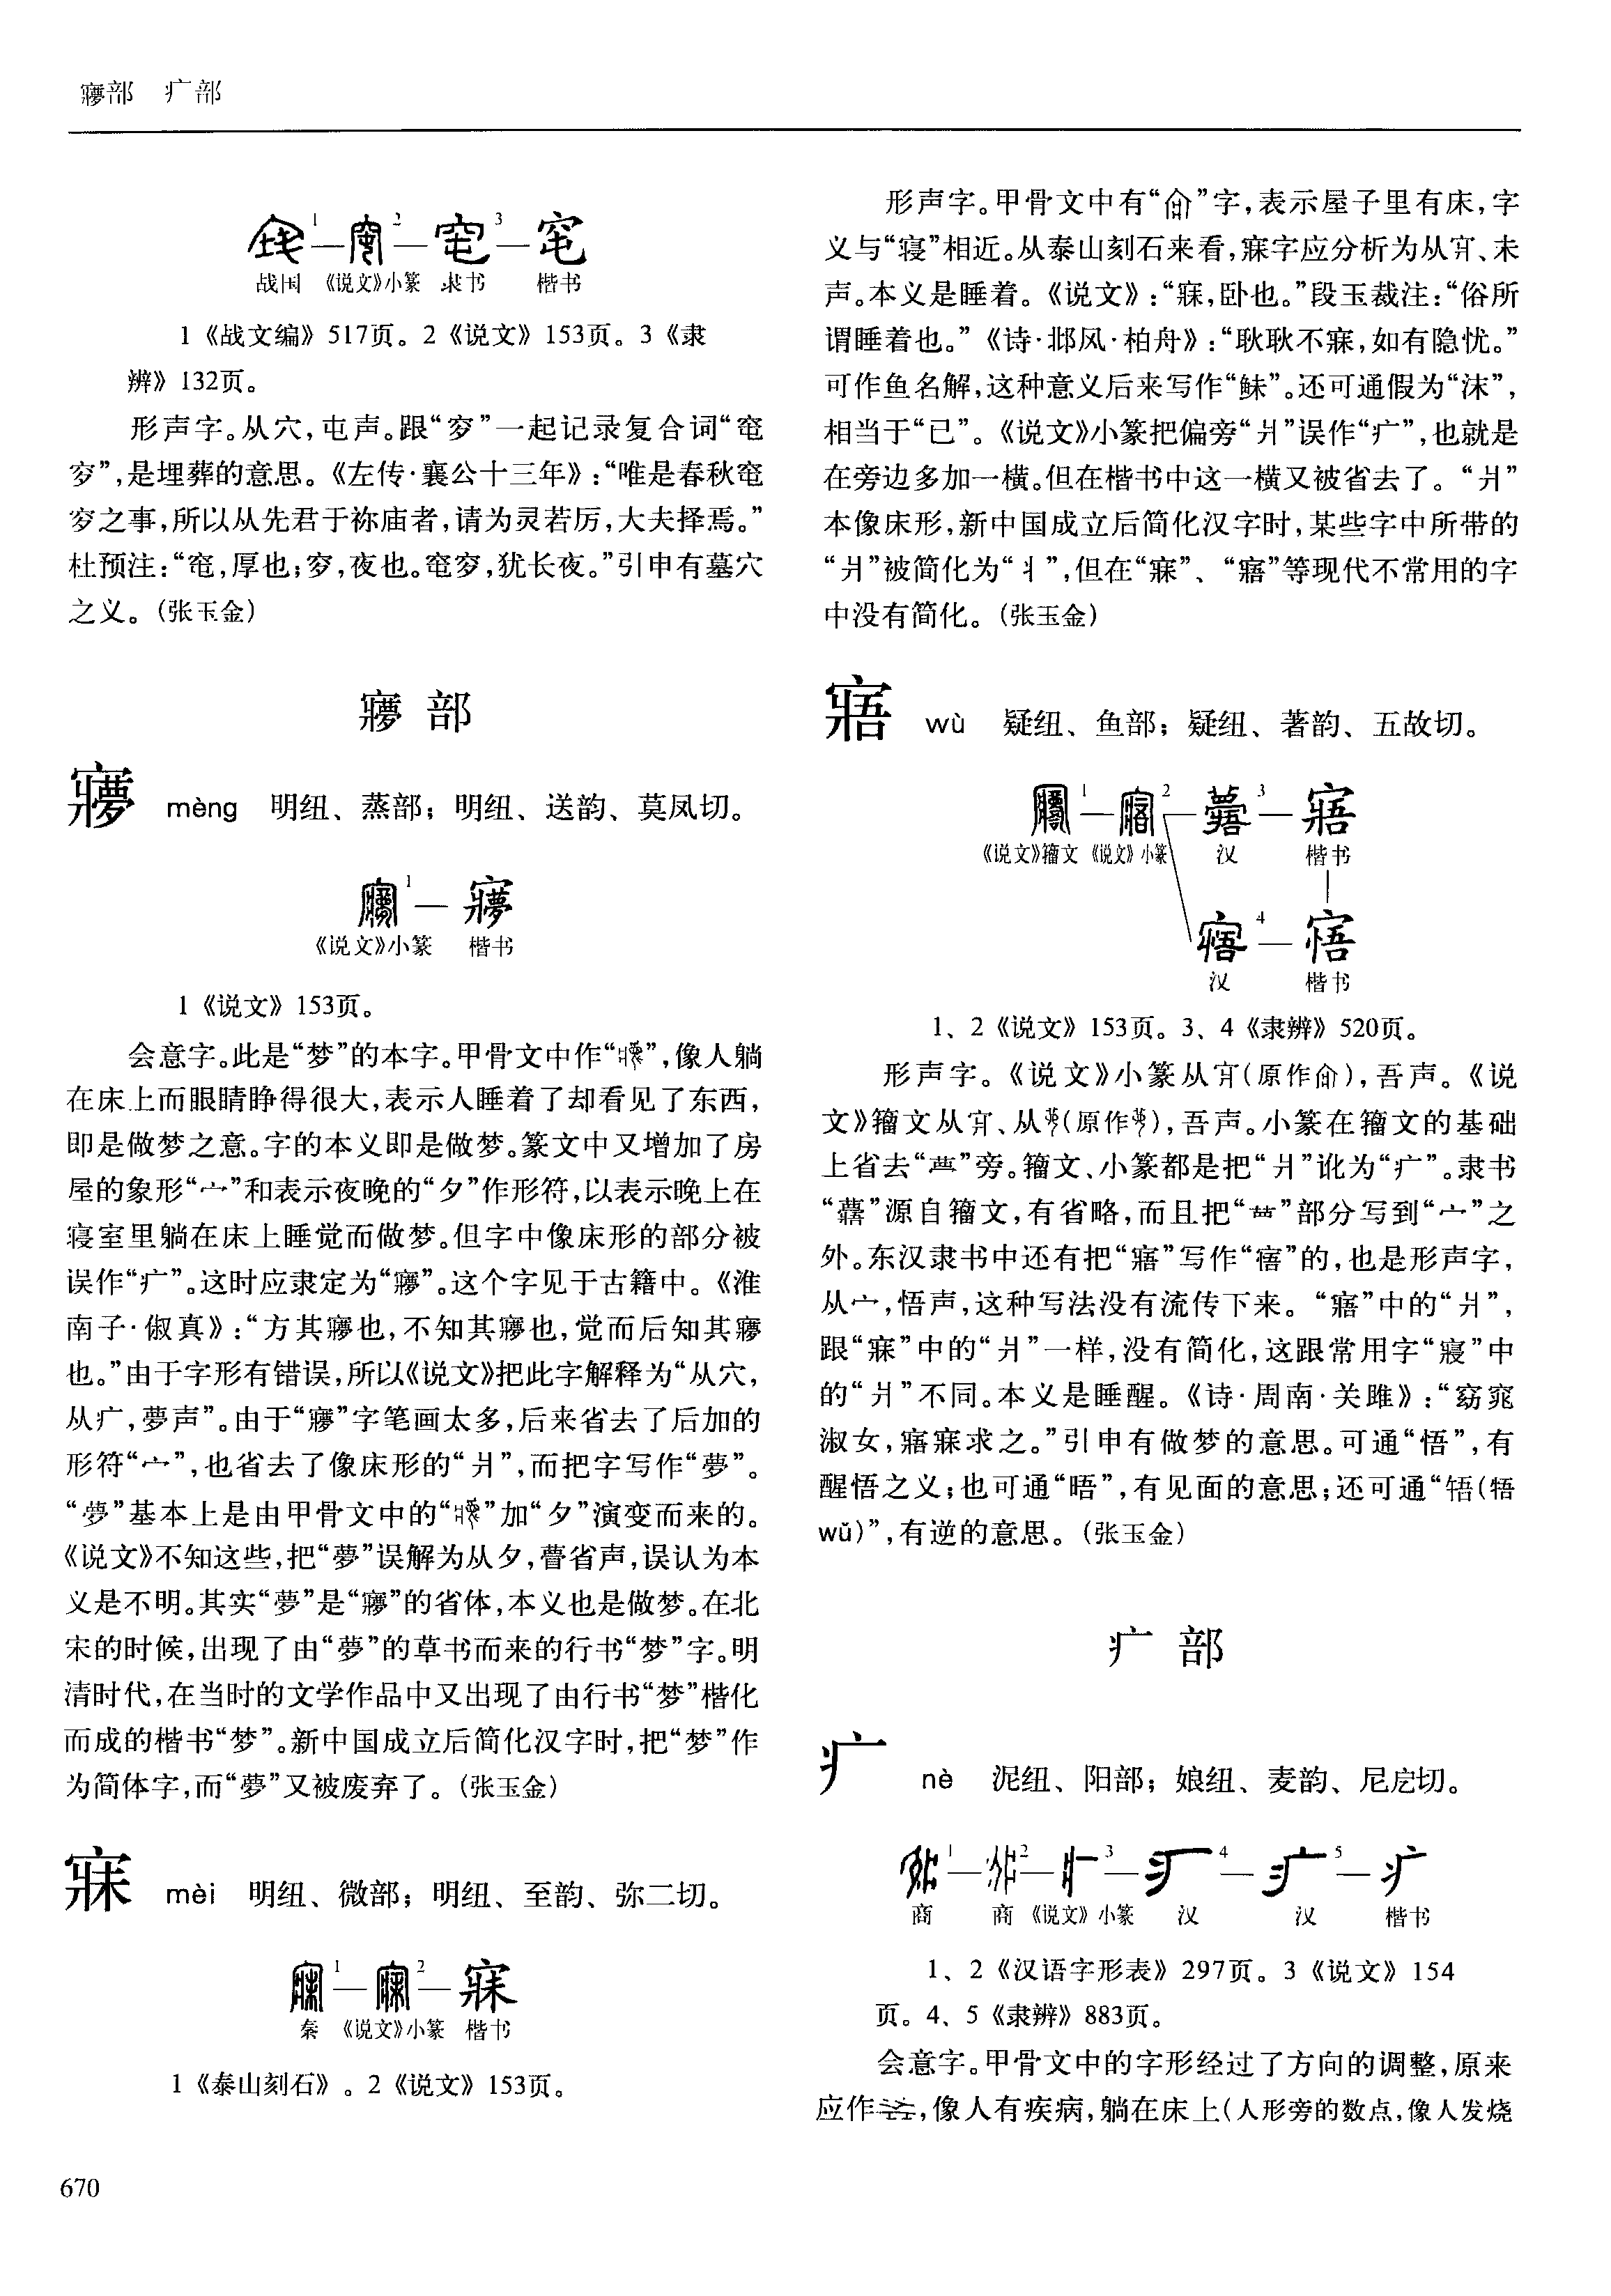 㝱部 疒部
1 2 3
窀
战国 《说文》小篆 隶书 楷书
1《战文编》517页。2《说文》153页。3《隶
辨》132页。
形声字。从穴，屯声。跟“穸”一起记录复合词“窀
穸”，是埋葬的意思。《左传·襄公十三年》：“唯是春秋窀
穸之事，所以从先君于祢庙者，请为灵若厉，大夫择焉。”
杜预注：“窀，厚也；穸，夜也。窀穸，犹长夜。”引申有墓穴
之义。（张玉金）
㝱部
㝱 mèng 明纽、蒸部；明纽、送韵、莫凤切。
1
㝱
《说文》小篆 楷书
1《说文》153页。
会意字。此是“梦”的本字。甲骨文中作“”，像人躺
在床上而眼睛睁得很大，表示人睡着了却看见了东西，
即是做梦之意。字的本义即是做梦。篆文中又增加了房
屋的象形“宀”和表示夜晚的“夕”作形符，以表示晚上在
寝室里躺在床上睡觉而做梦。但字中像床形的部分被
误作“疒”。这时应隶定为“㝱”。这个字见于古籍中。《淮
南子·俶真》：“方其㝱也，不知其㝱也，觉而后知其㝱
也。”由于字形有错误，所以《说文》把此字解释为“从穴，
从疒，夢声”。由于“㝱”字笔画太多，后来省去了后加的
形符“宀”，也省去了像床形的“爿”，而把字写作“夢”。
“夢”基本上是由甲骨文中的“”加“夕”演变而来的。
《说文》不知这些，把“夢”误解为从夕，瞢省声，误认为本
义是不明。其实“夢”是“㝱”的省体，本义也是做梦。在北
宋的时候，出现了由“夢”的草书而来的行书“梦”字。明
清时代，在当时的文学作品中又出现了由行书“梦”楷化
而成的楷书“梦”。新中国成立后简化汉字时，把“梦”作
为简体字，而“夢”又被废弃了。（张玉金）
寐 mèi 明纽、微部；明纽、至韵、弥二切。
1 2
寐
秦 《说文》小篆 楷书
1《泰山刻石》。2《说文》153页。
形声字。甲骨文中有“”字，表示屋子里有床，字
义与“寝”相近。从泰山刻石来看，寐字应分析为从㝉、未
声。本义是睡着。《说文》：“寐，卧也。”段玉裁注：“俗所
谓睡着也。”《诗·邶风·柏舟》：“耿耿不寐，如有隐忧。”
可作鱼名解，这种意义后来写作“鮇”。还可通假为“沫”，
相当于“已”。《说文》小篆把偏旁“爿”误作“疒”，也就是
在旁边多加一横。但在楷书中这一横又被省去了。“爿”
本像床形，新中国成立后简化汉字时，某些字中所带的
“爿”被简化为“丬”，但在“寐”、“寤”等现代不常用的字
中没有简化。（张玉金）
寤 wù 疑纽、鱼部；疑纽、著韵、五故切。
1 2 3
寤
《说文》籀文 《说文》小篆 汉 楷书
4
汉 楷书
1、2《说文》153页。3、4《隶辨》520页。
形声字。《说文》小篆从（原作），吾声。《说
文》籀文从、从（原作），吾声。小篆在籀文的基础
上省去“”旁。籀文、小篆都是把“爿”讹为“疒”。隶书
“”源自籀文，有省略，而且把“”部分写到“宀”之
外。东汉隶书中还有把“寤”写作“”的，也是形声字，
从宀，悟声，这种写法没有流传下来。“寤”中的“爿”，
跟“寐”中的“爿”一样，没有简化，这跟常用字“寢”中
的“爿”不同。本义是睡醒。《诗·周南·关雎》：“窈窕
淑女，寤寐求之。”引申有做梦的意思。可通“悟”，有
醒悟之义；也可通“晤”，有见面的意思；还可通“啎（牾
wǔ）”，有逆的意思。（张玉金）
疒部
疒 nè 泥纽、阳部；娘纽、麦韵、尼戹切。
1 2 3 4 5
疒
商 商 《说文》小篆 汉 汉 楷书
1、2《汉语字形表》297页。3《说文》154
页。4、5《隶辨》883页。
会意字。甲骨文中的字形经过了方向的调整，原来
应作，像人有疾病，躺在床上（人形旁的数点，像人发烧
670